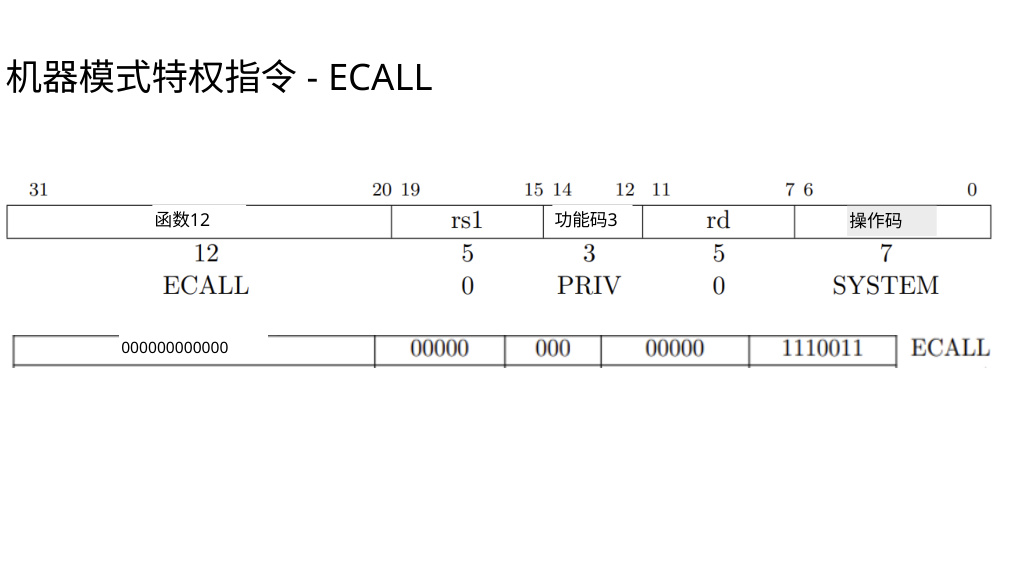 机器模式特权指令 - ECALL
31 20 19 15 14 12 11 7 6 0
函数12 rs1 功能码3 rd 操作码
12 5 3 5 7
ECALL 0 PRIV 0 SYSTEM
000000000000 00000 000 00000 1110011 ECALL